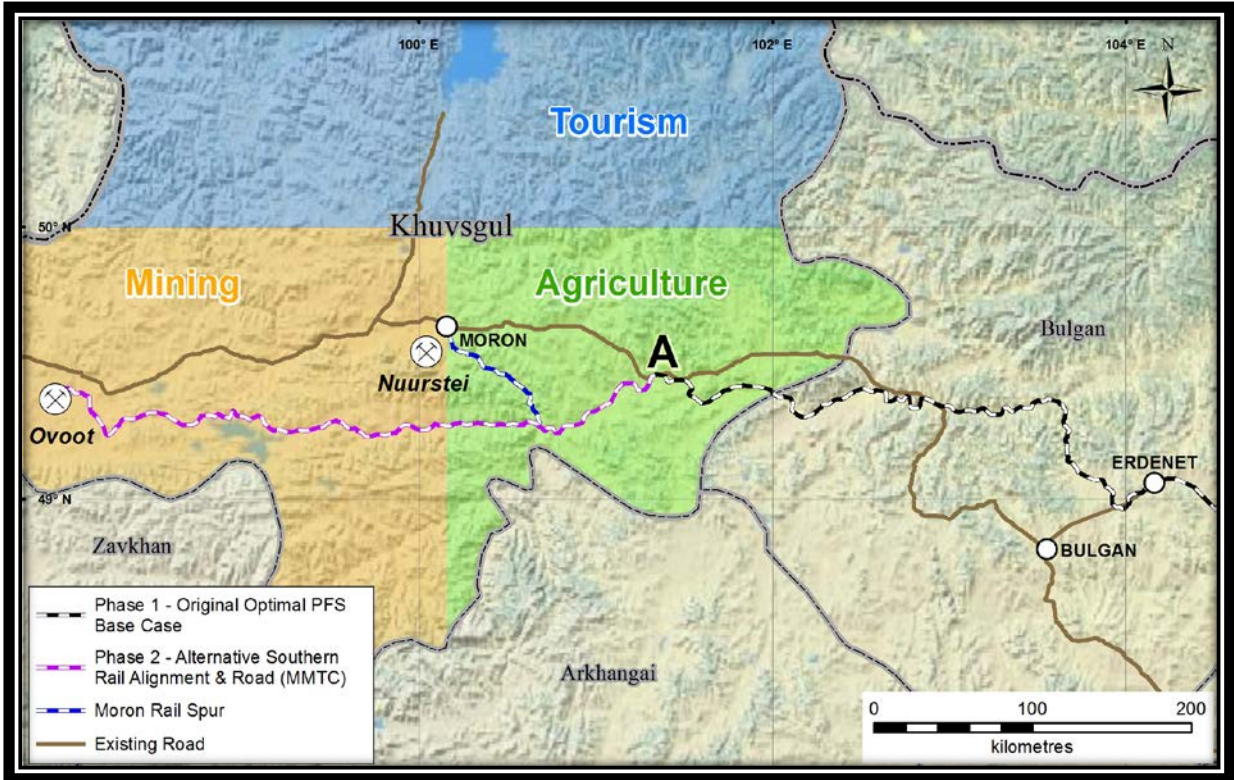 100° E
102° E
104° E
N
Tourism
50° N
Khuvsgul
Mining
Agriculture
MORON
A
Bulgan
Nuurstei
Ovoot
ERDENET
49° N
Zavkhan
BULGAN
Arkhangai
Phase 1 - Original Optimal PFS
Base Case
Phase 2 - Alternative Southern
Rail Alignment & Road (MMTC)
Moron Rail Spur
Existing Road
0 100 200
kilometres